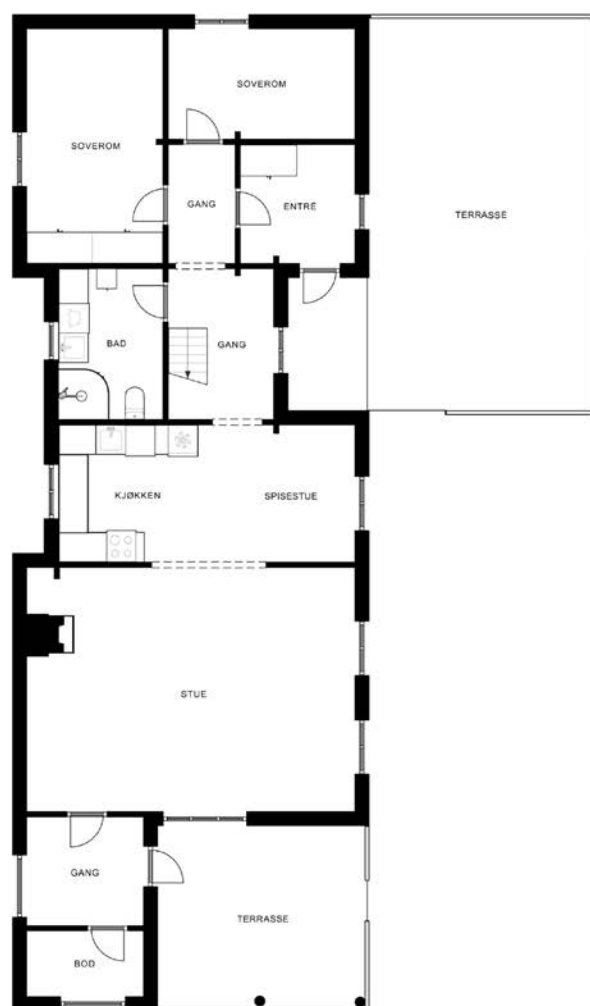 SOVEROM
SOVEROM
GANG
ENTRÉ
TERRASSE
BAD
GANG
KJØKKEN
SPISESTUE
STUE
GANG
TERRASSE
BOD